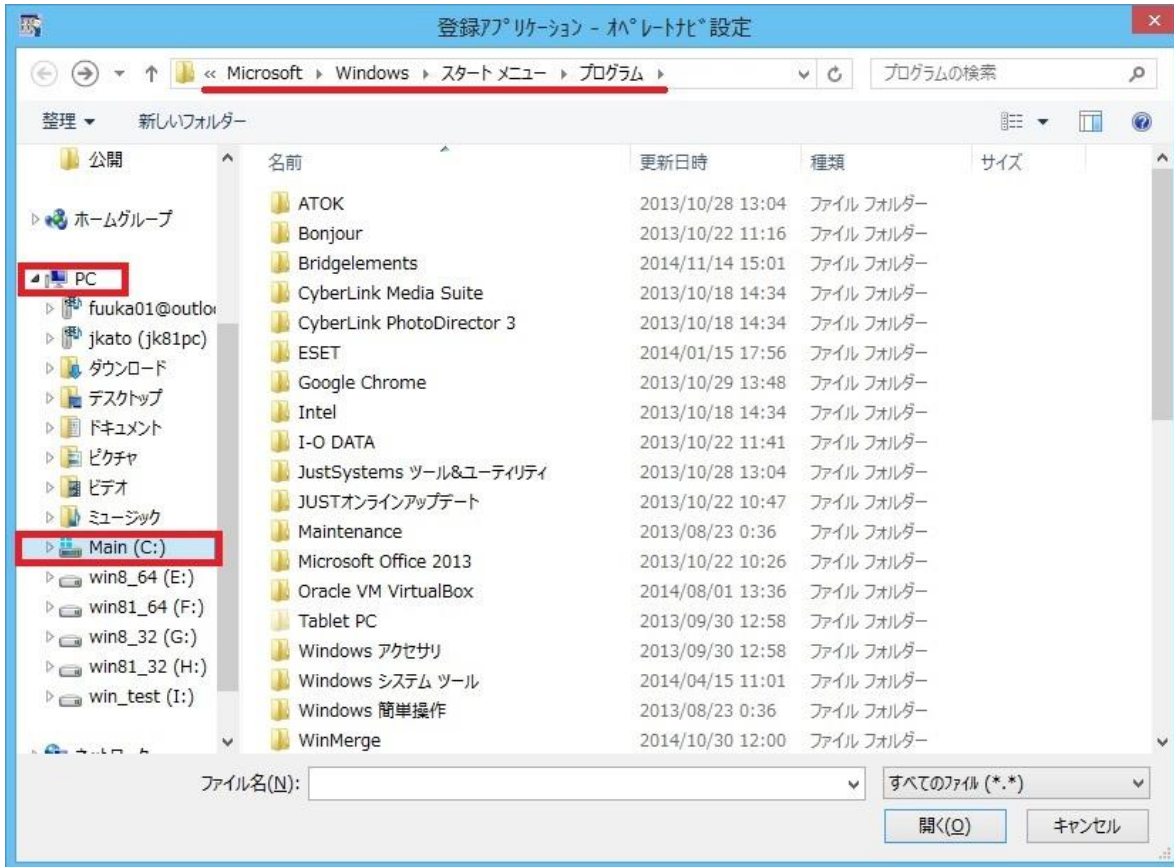 登録ｱﾌﾟﾘｹｰｼｮﾝ - ｵﾍﾟﾚｰﾄﾅﾋﾞ設定
« Microsoft ▸ Windows ▸ スタート メニュー ▸ プログラム ▸ プログラムの検索
整理 ▼ 新しいフォルダー
公開
ホームグループ
PC
fuuka01@outloo
jkato (jk81pc)
ダウンロード
デスクトップ
ドキュメント
ピクチャ
ビデオ
ミュージック
Main (C:)
win8_64 (E:)
win81_64 (F:)
win8_32 (G:)
win81_32 (H:)
win_test (I:)
名前 更新日時 種類 サイズ
ATOK 2013/10/28 13:04 ファイル フォルダー
Bonjour 2013/10/22 11:16 ファイル フォルダー
Bridgelements 2014/11/14 15:01 ファイル フォルダー
CyberLink Media Suite 2013/10/18 14:34 ファイル フォルダー
CyberLink PhotoDirector 3 2013/10/18 14:34 ファイル フォルダー
ESET 2014/01/15 17:56 ファイル フォルダー
Google Chrome 2013/10/29 13:48 ファイル フォルダー
Intel 2013/10/18 14:34 ファイル フォルダー
I-O DATA 2013/10/22 11:41 ファイル フォルダー
JustSystems ツール&ユーティリティ 2013/10/28 13:04 ファイル フォルダー
JUSTオンラインアップデート 2013/10/22 10:47 ファイル フォルダー
Maintenance 2013/08/23 0:36 ファイル フォルダー
Microsoft Office 2013 2013/10/22 10:26 ファイル フォルダー
Oracle VM VirtualBox 2014/08/01 13:36 ファイル フォルダー
Tablet PC 2013/09/30 12:58 ファイル フォルダー
Windows アクセサリ 2013/09/30 12:58 ファイル フォルダー
Windows システム ツール 2014/04/15 11:01 ファイル フォルダー
Windows 簡単操作 2013/08/23 0:36 ファイル フォルダー
WinMerge 2014/10/30 12:00 ファイル フォルダー
ファイル名(N): すべてのﾌｧｲﾙ (*.*)
開く(O) キャンセル